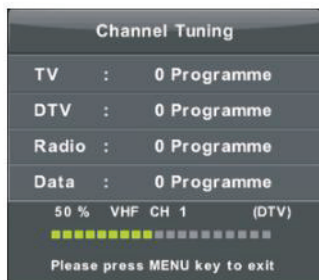 Channel Tuning
TV : 0 Programme
DTV : 0 Programme
Radio : 0 Programme
Data : 0 Programme
50 % VHF CH 1 (DTV)
Please press MENU key to exit